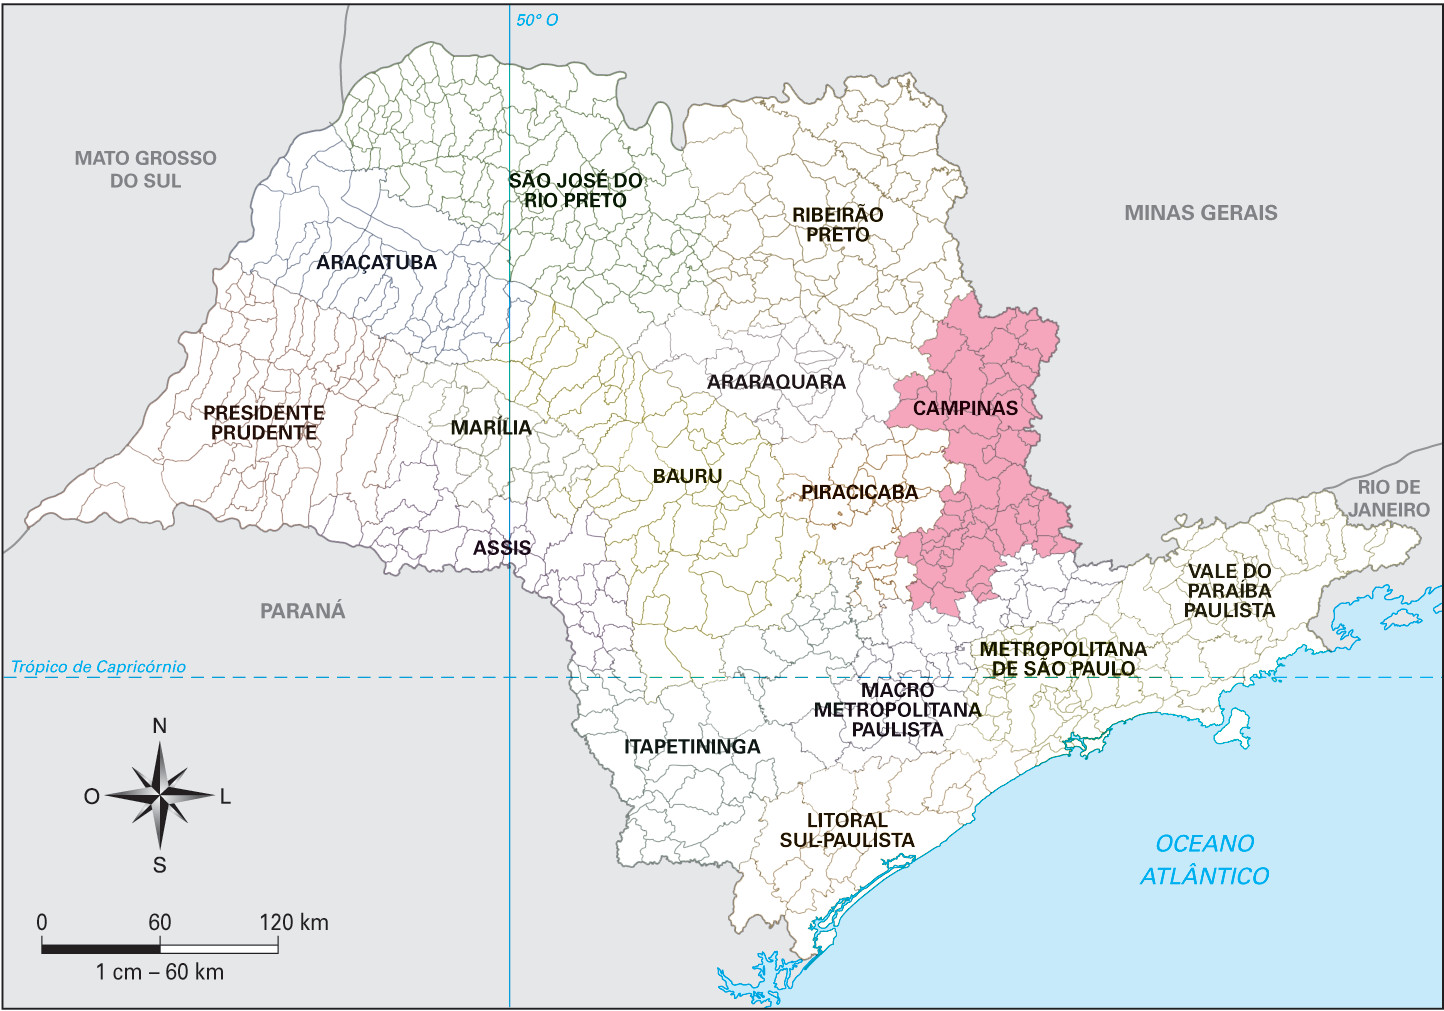 50° O
MATO GROSSO
DO SUL
SÃO JOSÉ DO
RIO PRETO
RIBEIRÃO
PRETO
MINAS GERAIS
ARAÇATUBA
ARARAQUARA
CAMPINAS
PRESIDENTE
PRUDENTE
MARÍLIA
BAURU
PIRACICABA
RIO DE
JANEIRO
ASSIS
VALE DO
PARAÍBA
PAULISTA
PARANÁ
METROPOLITANA
DE SÃO PAULO
Trópico de Capricórnio
MACRO
METROPOLITANA
PAULISTA
ITAPETININGA
N
O
L
S
LITORAL
SUL-PAULISTA
OCEANO
ATLÂNTICO
0 60 120 km
1 cm – 60 km